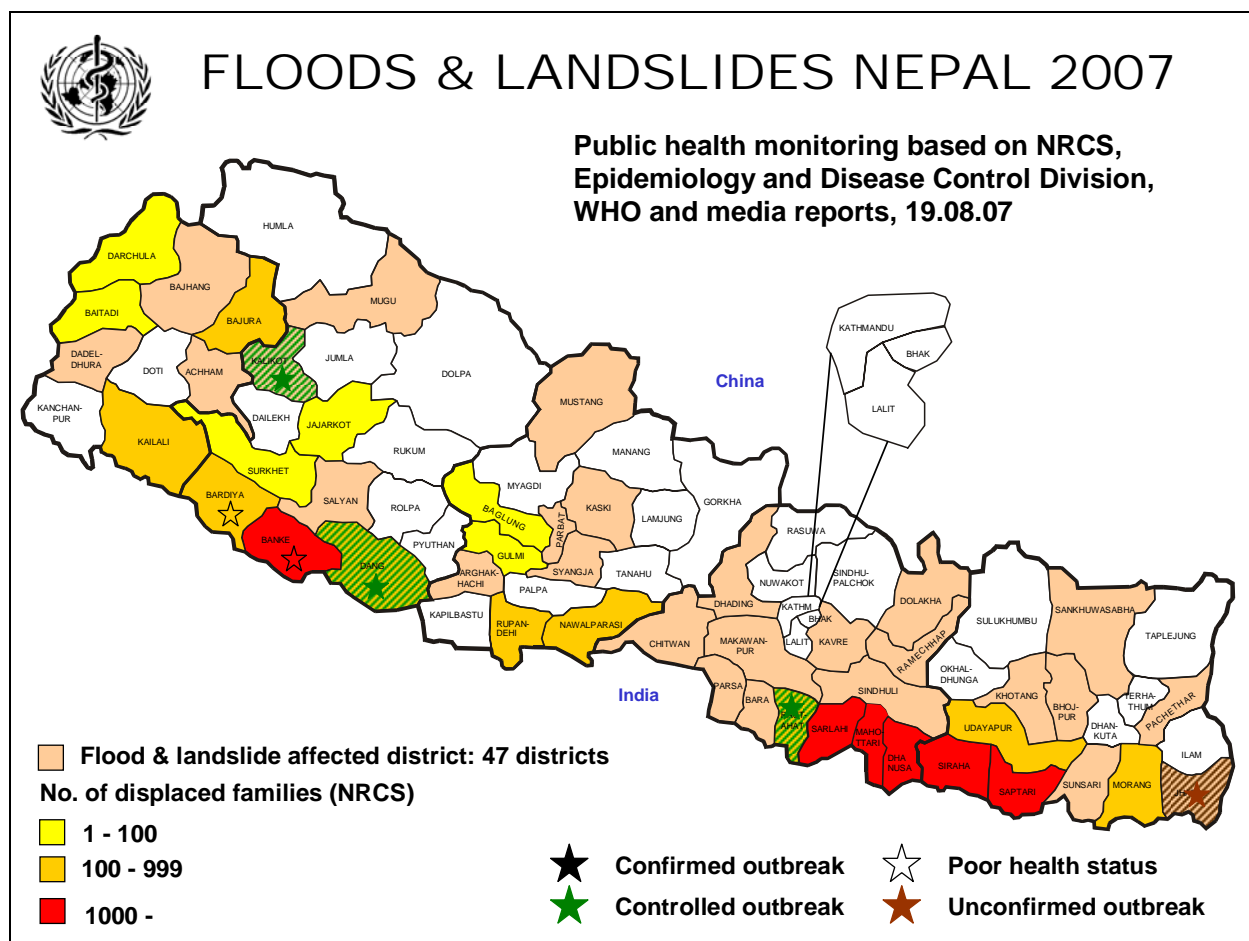 FLOODS & LANDSLIDES NEPAL 2007
Public health monitoring based on NRCS,
Epidemiology and Disease Control Division,
WHO and media reports, 19.08.07
HUMLA
DARCHULA
BAJHANG
BAITADI
BAJURA
MUGU
KATHMANDU
BHAK
LALIT
DADEL-
DHURA
DOTI
ACHHAM
KALIKOT
JUMLA
DOLPA
China
KANCHAN-
PUR
DAILEKH
JAJARKOT
MUSTANG
KAILALI
SURKHET
RUKUM
MANANG
BARDIYA
SALYAN
MYAGDI
GORKHA
BANKE
ROLPA
BAGLUNG
PARBAT
KASKI
LAMJUNG
DANG
PYUTHAN
GULMI
RASUWA
ARGHAK-
HACHI
SYANGJA
TANAHU
NUWAKOT
SINDHU-
PALCHOK
PALPA
KAPILBASTU
DHADING
KATHM
BHAK
LALIT
KAVRE
DOLAKHA
RAMECHHAP
SULUKHUMBU
SANKHUWASABHA
TAPLEJUNG
RUPAN-
DEHI
NAWALPARASI
CHITWAN
MAKAWAN-
PUR
OKHAL-
DHUNGA
KHOTANG
BHOJ-
PUR
TERHA-
THUM
PACHETHAR
India
PARSA
BARA
SINDHULI
DHAN-
KUTA
AHAT
SARLAHI
MAHO-
TTARI
DHA
NUSA
UDAYAPUR
SIRAHA
SAPTARI
SUNSARI
MORANG
ILAM
Flood & landslide affected district: 47 districts
No. of displaced families (NRCS)
1 - 100
100 - 999
1000 -
Confirmed outbreak
Poor health status
Controlled outbreak
Unconfirmed outbreak